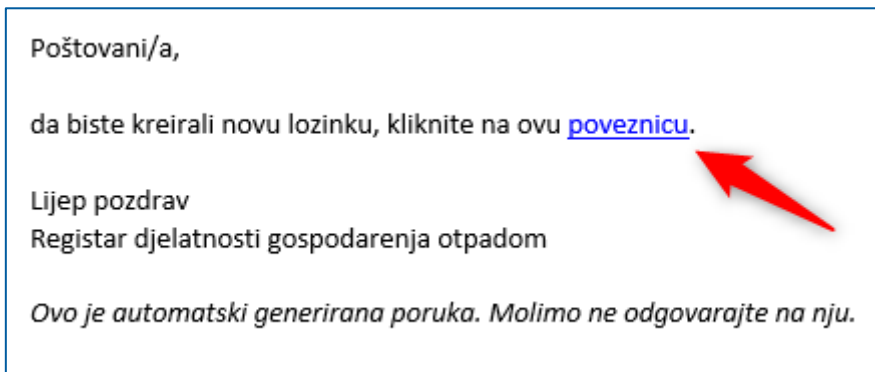 Poštovani/a,
da biste kreirali novu lozinku, kliknite na ovu poveznicu.
Lijep pozdrav
Registar djelatnosti gospodarenja otpadom
Ovo je automatski generirana poruka. Molimo ne odgovarajte na nju.